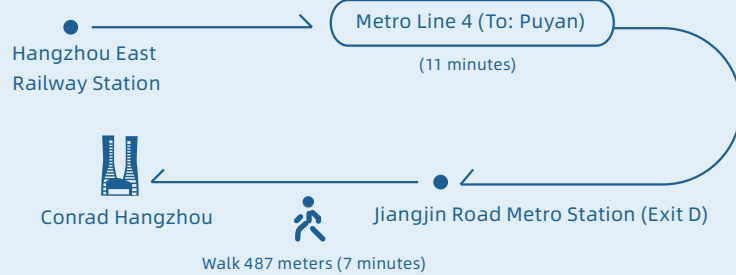 Metro Line 4 (To: Puyan)
(11 minutes)
Hangzhou East
Railway Station
Conrad Hangzhou
Jiangjin Road Metro Station (Exit D)
Walk 487 meters (7 minutes)